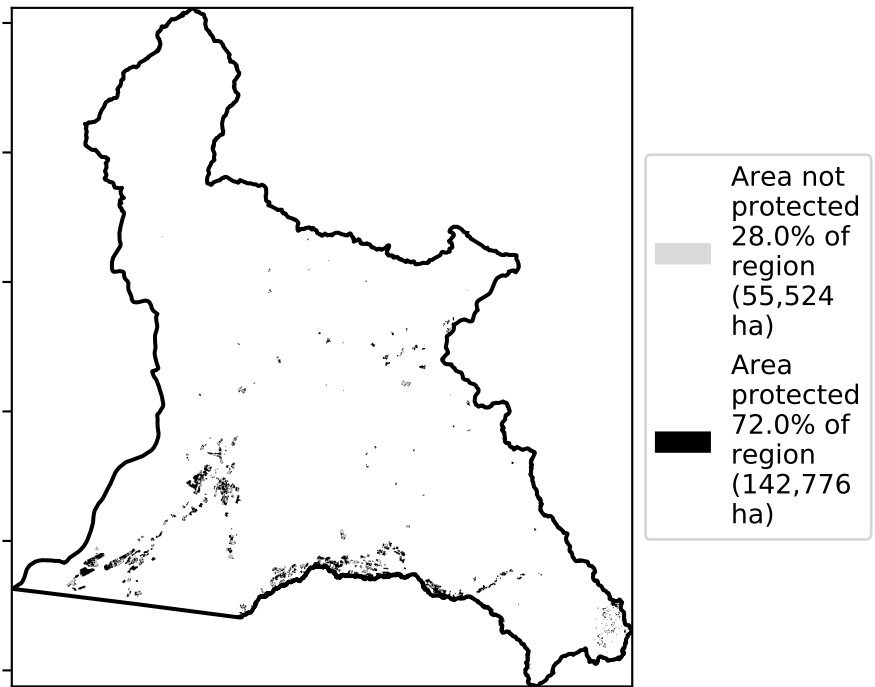 Area not
protected
28.0% of
region
(55,524
ha)
Area
protected
72.0% of
region
(142,776
ha)